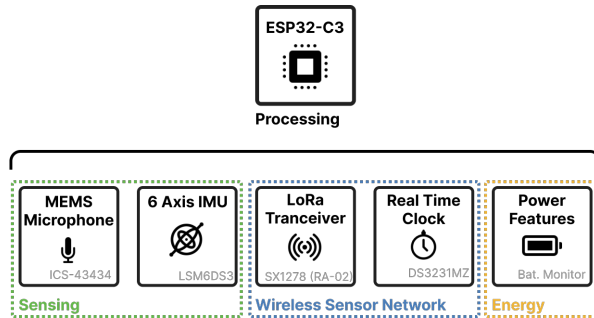 ESP32-C3
Processing
MEMS
Microphone
ICS-43434
6 Axis IMU
LSM6DS3
LoRa
Tranceiver
SX1278 (RA-02)
Real Time
Clock
DS3231MZ
Power
Features
Bat. Monitor
Sensing
Wireless Sensor Network
Energy